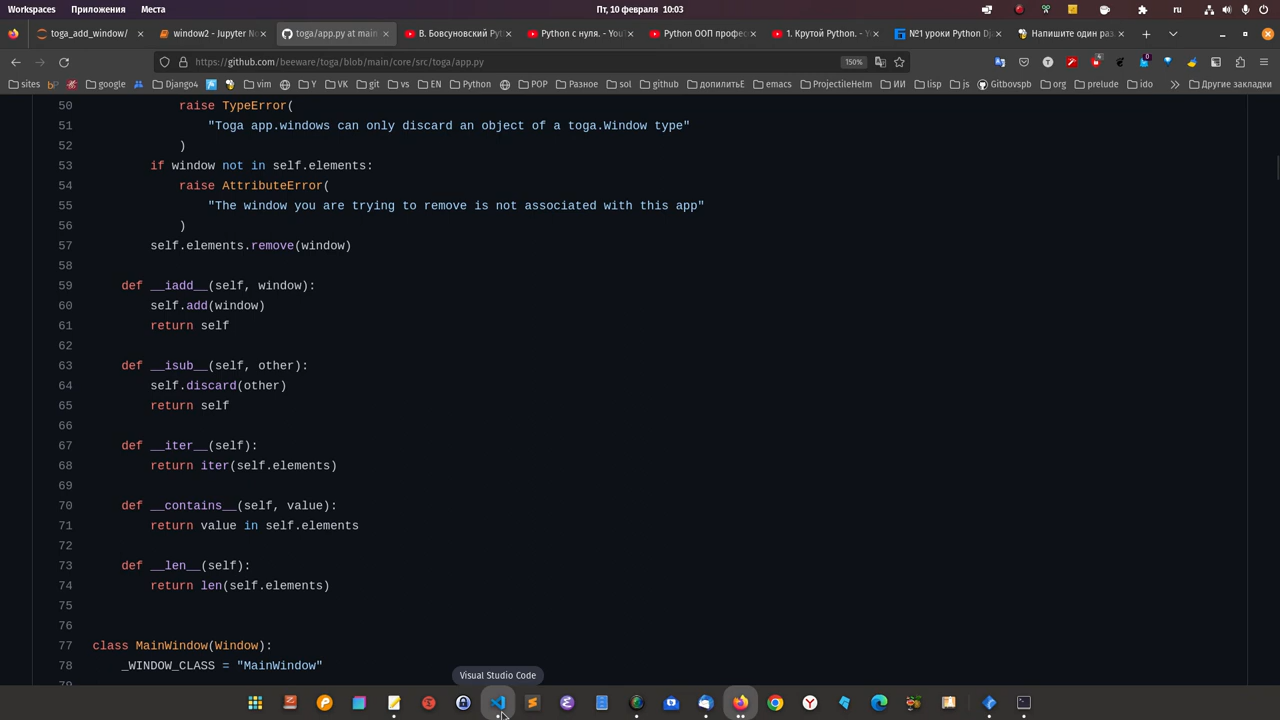 Workspaces Приложения Места Пт, 10 февраля 10:03 ru
toga_add_window/ window2 - Jupyter No toga/app.py at main В. Бовсуновский Pyt Python с нуля. - YouT Python ООП профес 1. Крутой Python. - Yo №1 уроки Python Dj Напишите один раз
https://github.com/beeware/toga/blob/main/core/src/toga/app.py 150%
sites google Django4 vim Y VK git vs EN Python POP Разное sol github допилитьЕ emacs ProjectileHelm ИИ lisp js Gitbovspb org prelude ido Другие закладки
50 raise TypeError(
51 "Toga app.windows can only discard an object of a toga.Window type"
52 )
53 if window not in self.elements:
54 raise AttributeError(
55 "The window you are trying to remove is not associated with this app"
56 )
57 self.elements.remove(window)
58
59 def __iadd__(self, window):
60 self.add(window)
61 return self
62
63 def __isub__(self, other):
64 self.discard(other)
65 return self
66
67 def __iter__(self):
68 return iter(self.elements)
69
70 def __contains__(self, value):
71 return value in self.elements
72
73 def __len__(self):
74 return len(self.elements)
75
76
77 class MainWindow(Window):
78 _WINDOW_CLASS = "MainWindow"
Visual Studio Code